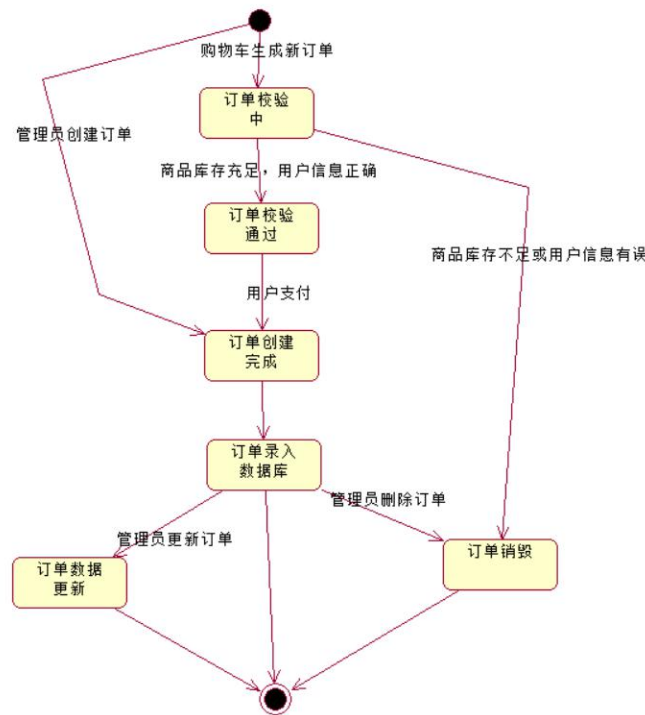 购物车生成新订单
订单校验
中
管理员创建订单
商品库存充足，用户信息正确
订单校验
通过
商品库存不足或用户信息有误
用户支付
订单创建
完成
订单录入
数据库
管理员删除订单
管理员更新订单
订单销毁
订单数据
更新